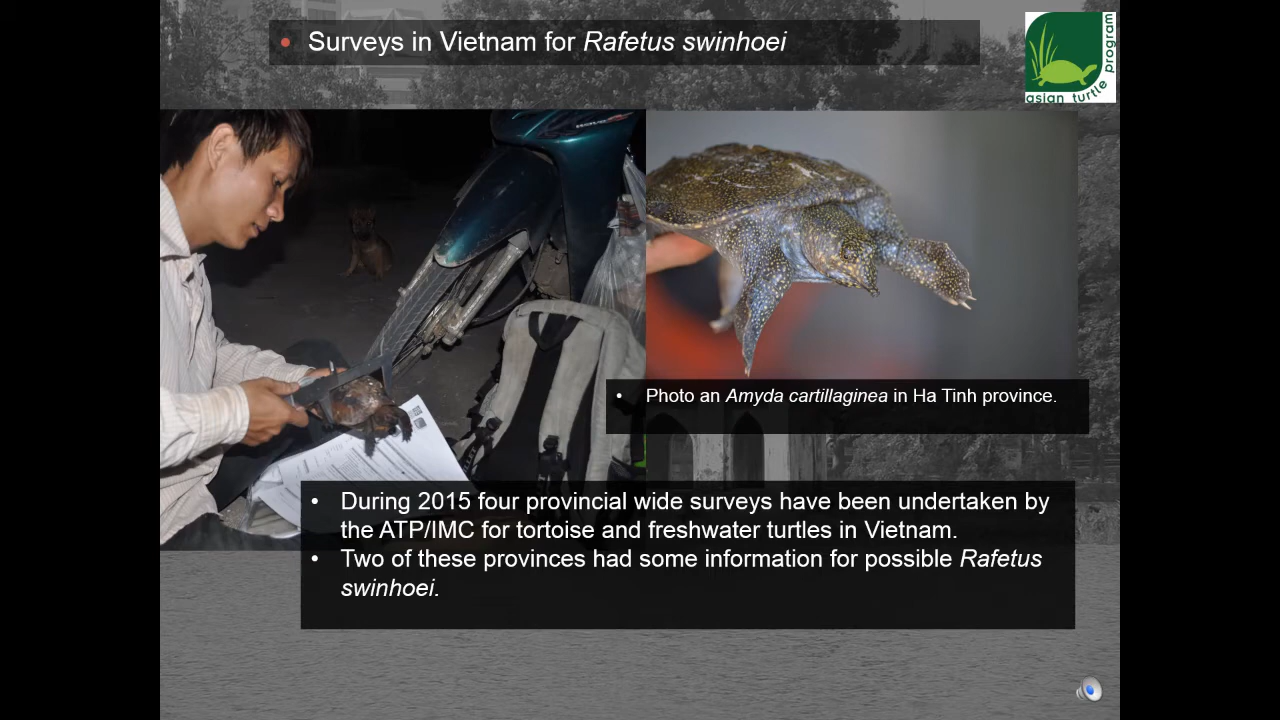 • Surveys in Vietnam for Rafetus swinhoei
asian turtle program
• Photo an Amyda cartillaginea in Ha Tinh province.
• During 2015 four provincial wide surveys have been undertaken by
the ATP/IMC for tortoise and freshwater turtles in Vietnam.
• Two of these provinces had some information for possible Rafetus
swinhoei.